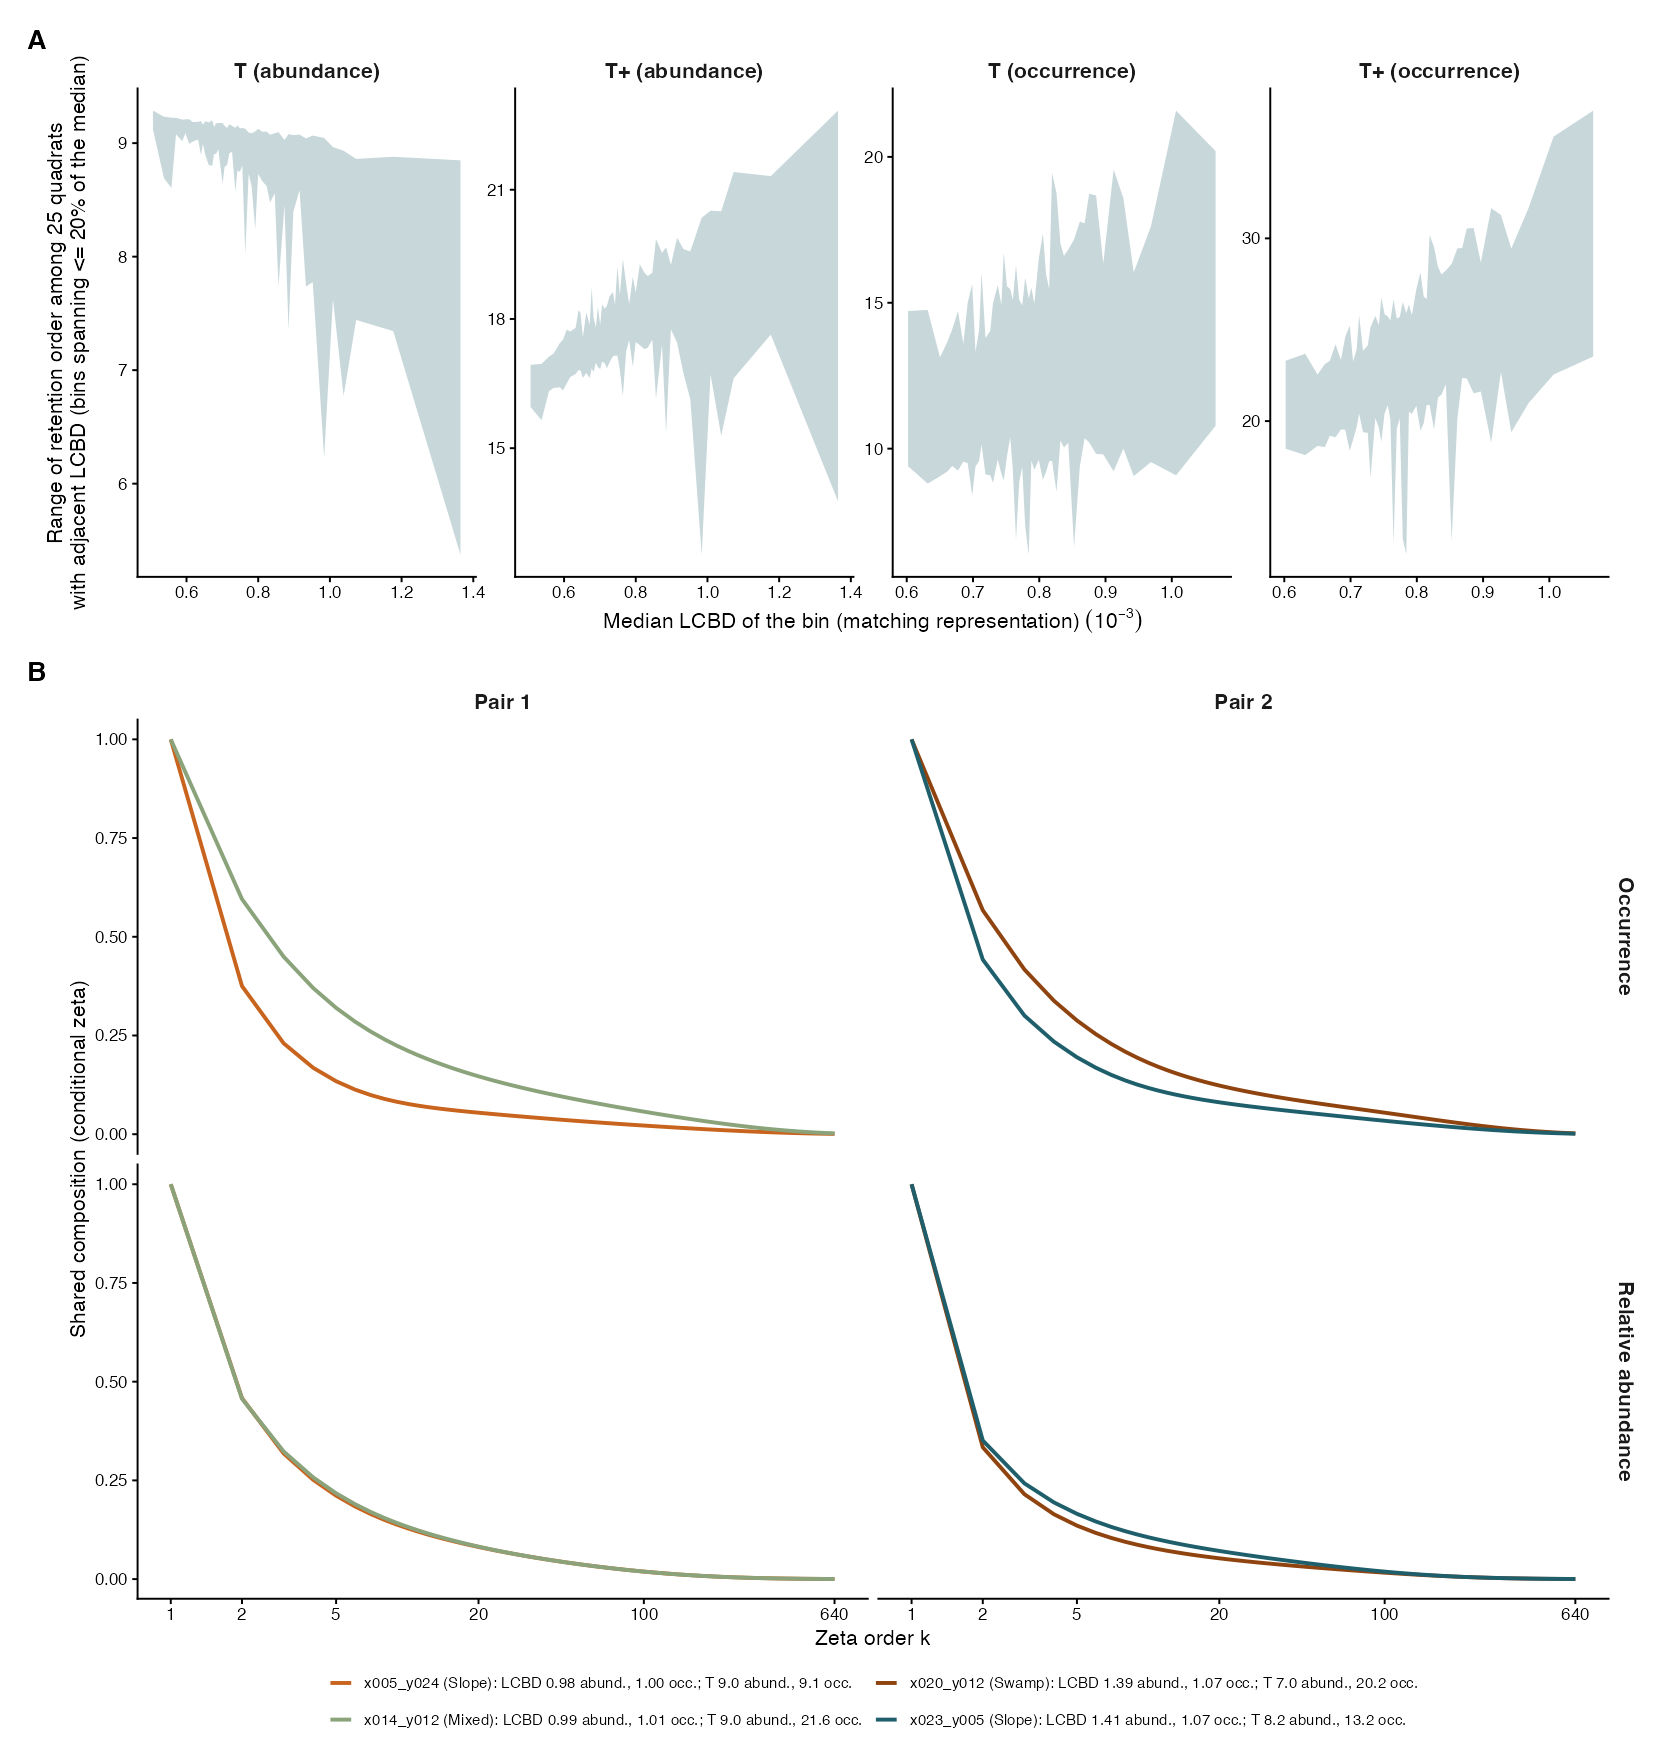 A
T (abundance)
T+ (abundance)
T (occurrence)
T+ (occurrence)
Range of retention order among 25 quadrats
with adjacent LCBD (bins spanning <= 20% of the median)
9
8
7
6
21
18
15
20
15
10
30
20
0.6 0.8 1.0 1.2 1.4
0.6 0.8 1.0 1.2 1.4
0.6 0.7 0.8 0.9 1.0
0.6 0.7 0.8 0.9 1.0
Median LCBD of the bin (matching representation) (10⁻³)
B
Pair 1
Pair 2
Shared composition (conditional zeta)
1.00
0.75
0.50
0.25
0.00
Occurrence
1.00
0.75
0.50
0.25
0.00
Relative abundance
1 2 5 20 100 640
1 2 5 20 100 640
Zeta order k
x005_y024 (Slope): LCBD 0.98 abund., 1.00 occ.; T 9.0 abund., 9.1 occ.
x020_y012 (Swamp): LCBD 1.39 abund., 1.07 occ.; T 7.0 abund., 20.2 occ.
x014_y012 (Mixed): LCBD 0.99 abund., 1.01 occ.; T 9.0 abund., 21.6 occ.
x023_y005 (Slope): LCBD 1.41 abund., 1.07 occ.; T 8.2 abund., 13.2 occ.